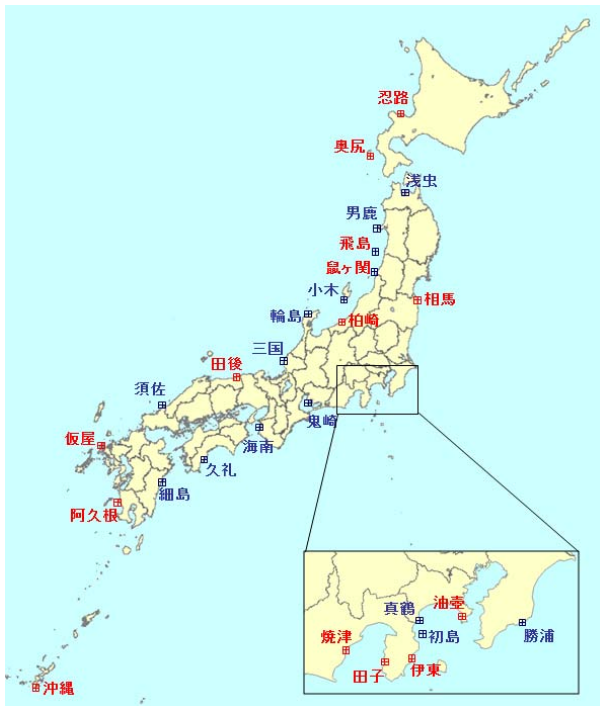 忍路
奥尻
浅虫
男鹿
飛島
鼠ヶ関
小木
相馬
輪島
柏崎
三国
田後
須佐
鬼崎
海南
仮屋
久礼
細島
阿久根
真鶴
油壺
初島
勝浦
焼津
田子
伊東
沖縄